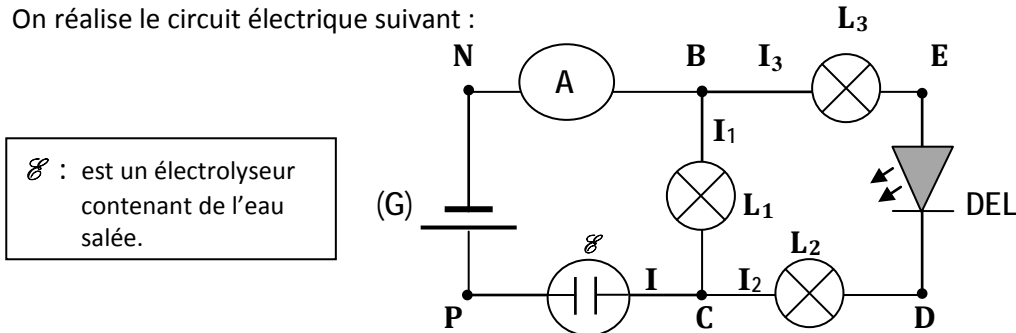 On réalise le circuit électrique suivant :
L₃
N
B
I₃
E
A
I₁
ℰ : est un électrolyseur
contenant de l’eau
salée.
(G)
L₁
DEL
ℰ
L₂
I
I₂
P
C
D